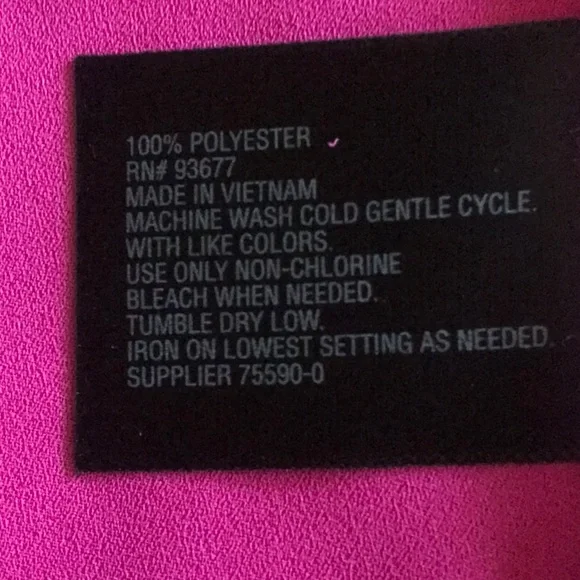 100% POLYESTER
RN# 93677
MADE IN VIETNAM
MACHINE WASH COLD GENTLE CYCLE.
WITH LIKE COLORS.
USE ONLY NON-CHLORINE
BLEACH WHEN NEEDED.
TUMBLE DRY LOW.
IRON ON LOWEST SETTING AS NEEDED.
SUPPLIER 75590-0